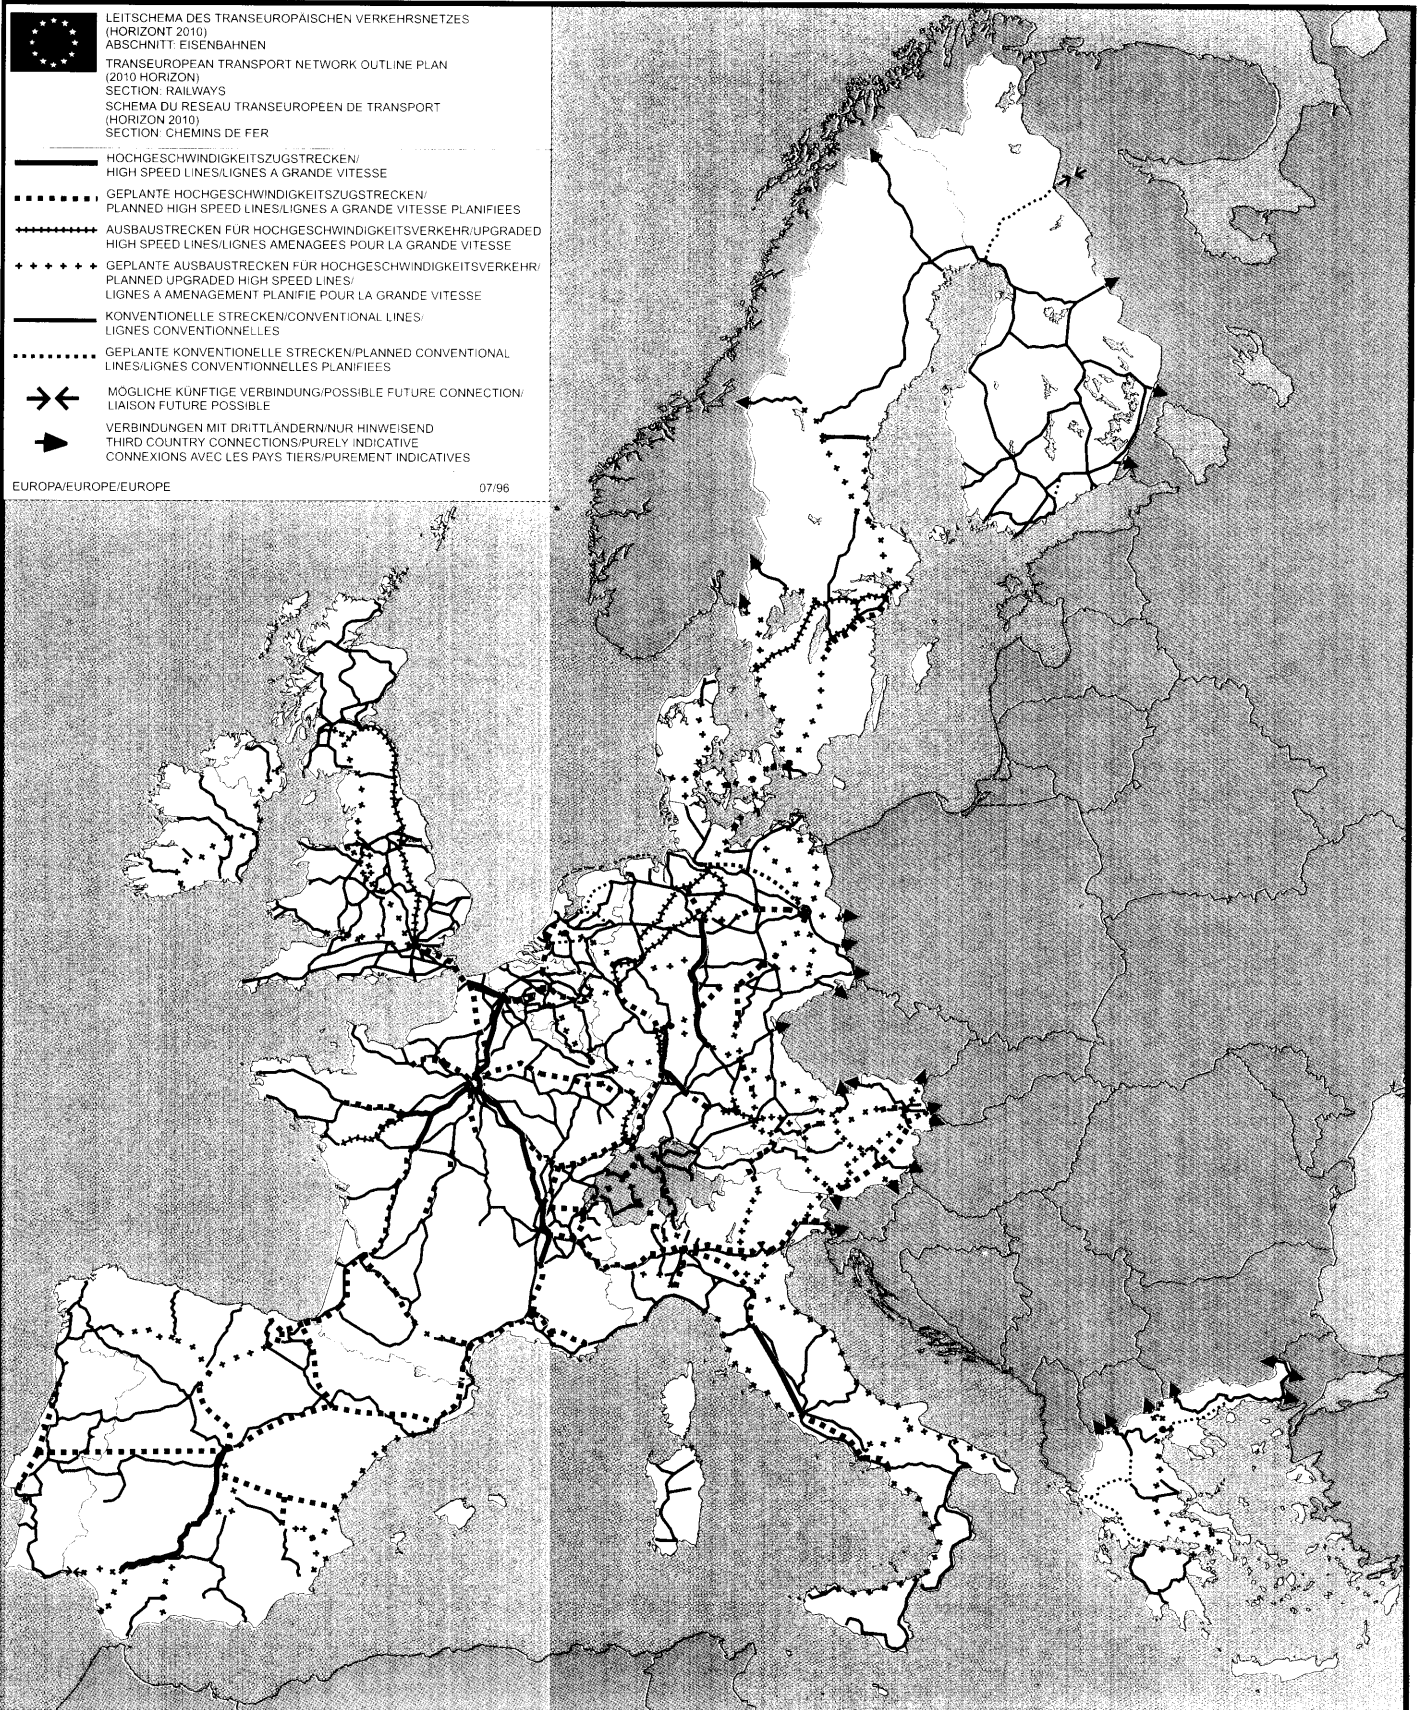 LEITSCHEMA DES TRANSEUROPÄISCHEN VERKEHRSNETZES
(HORIZONT 2010)
ABSCHNITT: EISENBAHNEN
TRANSEUROPEAN TRANSPORT NETWORK OUTLINE PLAN
(2010 HORIZON)
SECTION: RAILWAYS
SCHEMA DU RESEAU TRANSEUROPEEN DE TRANSPORT
(HORIZON 2010)
SECTION: CHEMINS DE FER
HOCHGESCHWINDIGKEITSZUGSTRECKEN/
HIGH SPEED LINES/LIGNES A GRANDE VITESSE
GEPLANTE HOCHGESCHWINDIGKEITSZUGSTRECKEN/
PLANNED HIGH SPEED LINES/LIGNES A GRANDE VITESSE PLANIFIEES
AUSBAUSTRECKEN FÜR HOCHGESCHWINDIGKEITSVERKEHR/UPGRADED
HIGH SPEED LINES/LIGNES AMENAGEES POUR LA GRANDE VITESSE
GEPLANTE AUSBAUSTRECKEN FÜR HOCHGESCHWINDIGKEITSVERKEHR/
PLANNED UPGRADED HIGH SPEED LINES/
LIGNES A AMENAGEMENT PLANIFIE POUR LA GRANDE VITESSE
KONVENTIONELLE STRECKEN/CONVENTIONAL LINES/
LIGNES CONVENTIONNELLES
GEPLANTE KONVENTIONELLE STRECKEN/PLANNED CONVENTIONAL
LINES/LIGNES CONVENTIONNELLES PLANIFIEES
MÖGLICHE KÜNFTIGE VERBINDUNG/POSSIBLE FUTURE CONNECTION/
LIAISON FUTURE POSSIBLE
VERBINDUNGEN MIT DRITTLÄNDERN/NUR HINWEISEND
THIRD COUNTRY CONNECTIONS/PURELY INDICATIVE
CONNEXIONS AVEC LES PAYS TIERS/PUREMENT INDICATIVES
EUROPA/EUROPE/EUROPE 07/96